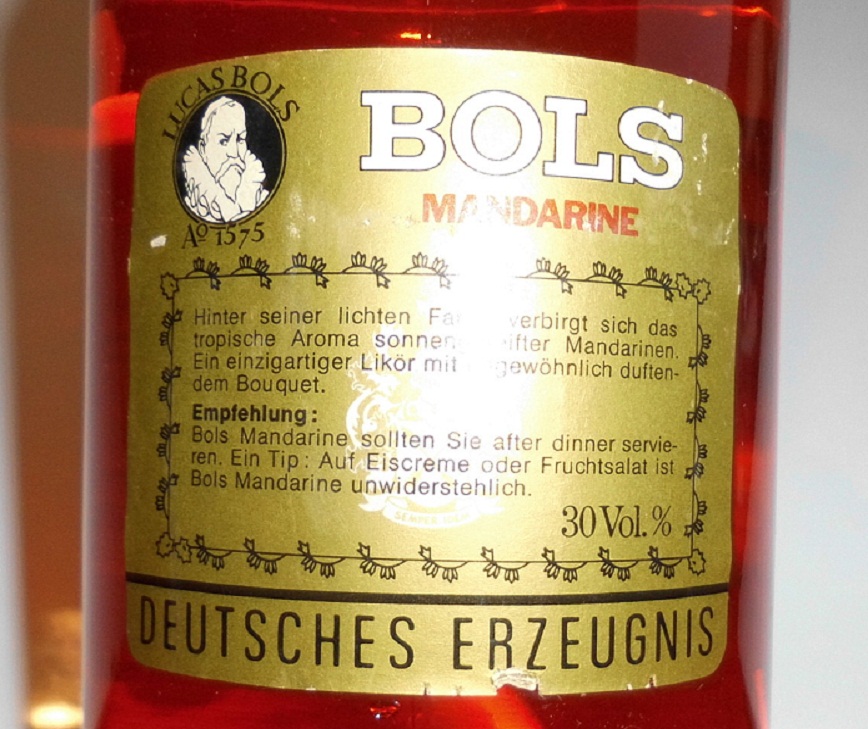 LUCAS BOLS
Aº 1575
BOLS
MANDARINE
Hinter seiner lichten verbirgt sich das
tropische Aroma Mandarinen.
Ein einzigartiger Likör mit duften-
dem Bouquet.
Empfehlung:
Bols Mandarine sollten Sie after dinner servie-
ren. Ein Tip: Auf Eiscreme oder Fruchtsalat ist
Bols Mandarine unwiderstehlich.
30 Vol. %
DEUTSCHES ERZEUGNIS